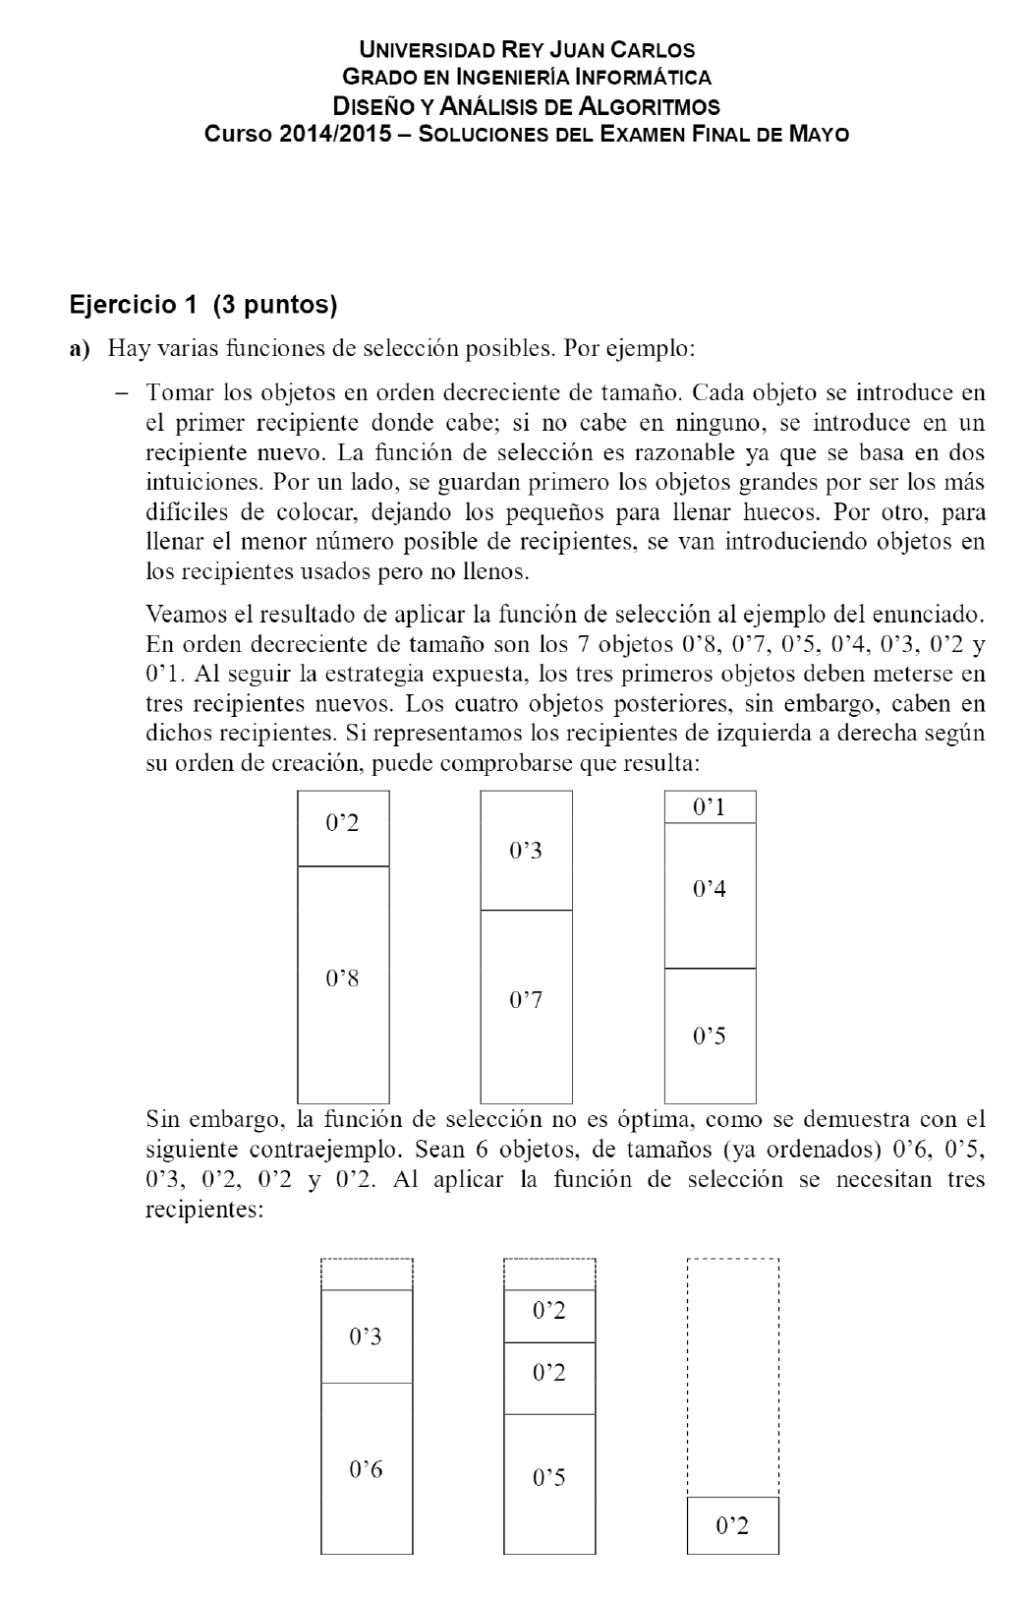 UNIVERSIDAD REY JUAN CARLOS
GRADO EN INGENIERÍA INFORMÁTICA
DISEÑO Y ANÁLISIS DE ALGORITMOS
Curso 2014/2015 – SOLUCIONES DEL EXAMEN FINAL DE MAYO
Ejercicio 1 (3 puntos)
a) Hay varias funciones de selección posibles. Por ejemplo:
– Tomar los objetos en orden decreciente de tamaño. Cada objeto se introduce en
el primer recipiente donde cabe; si no cabe en ninguno, se introduce en un
recipiente nuevo. La función de selección es razonable ya que se basa en dos
intuiciones. Por un lado, se guardan primero los objetos grandes por ser los más
difíciles de colocar, dejando los pequeños para llenar huecos. Por otro, para
llenar el menor número posible de recipientes, se van introduciendo objetos en
los recipientes usados pero no llenos.
Veamos el resultado de aplicar la función de selección al ejemplo del enunciado.
En orden decreciente de tamaño son los 7 objetos 0’8, 0’7, 0’5, 0’4, 0’3, 0’2 y
0’1. Al seguir la estrategia expuesta, los tres primeros objetos deben meterse en
tres recipientes nuevos. Los cuatro objetos posteriores, sin embargo, caben en
dichos recipientes. Si representamos los recipientes de izquierda a derecha según
su orden de creación, puede comprobarse que resulta:
0’2
0’8
0’3
0’7
0’1
0’4
0’5
Sin embargo, la función de selección no es óptima, como se demuestra con el
siguiente contraejemplo. Sean 6 objetos, de tamaños (ya ordenados) 0’6, 0’5,
0’3, 0’2, 0’2 y 0’2. Al aplicar la función de selección se necesitan tres
recipientes:
0’3
0’6
0’2
0’2
0’5
0’2